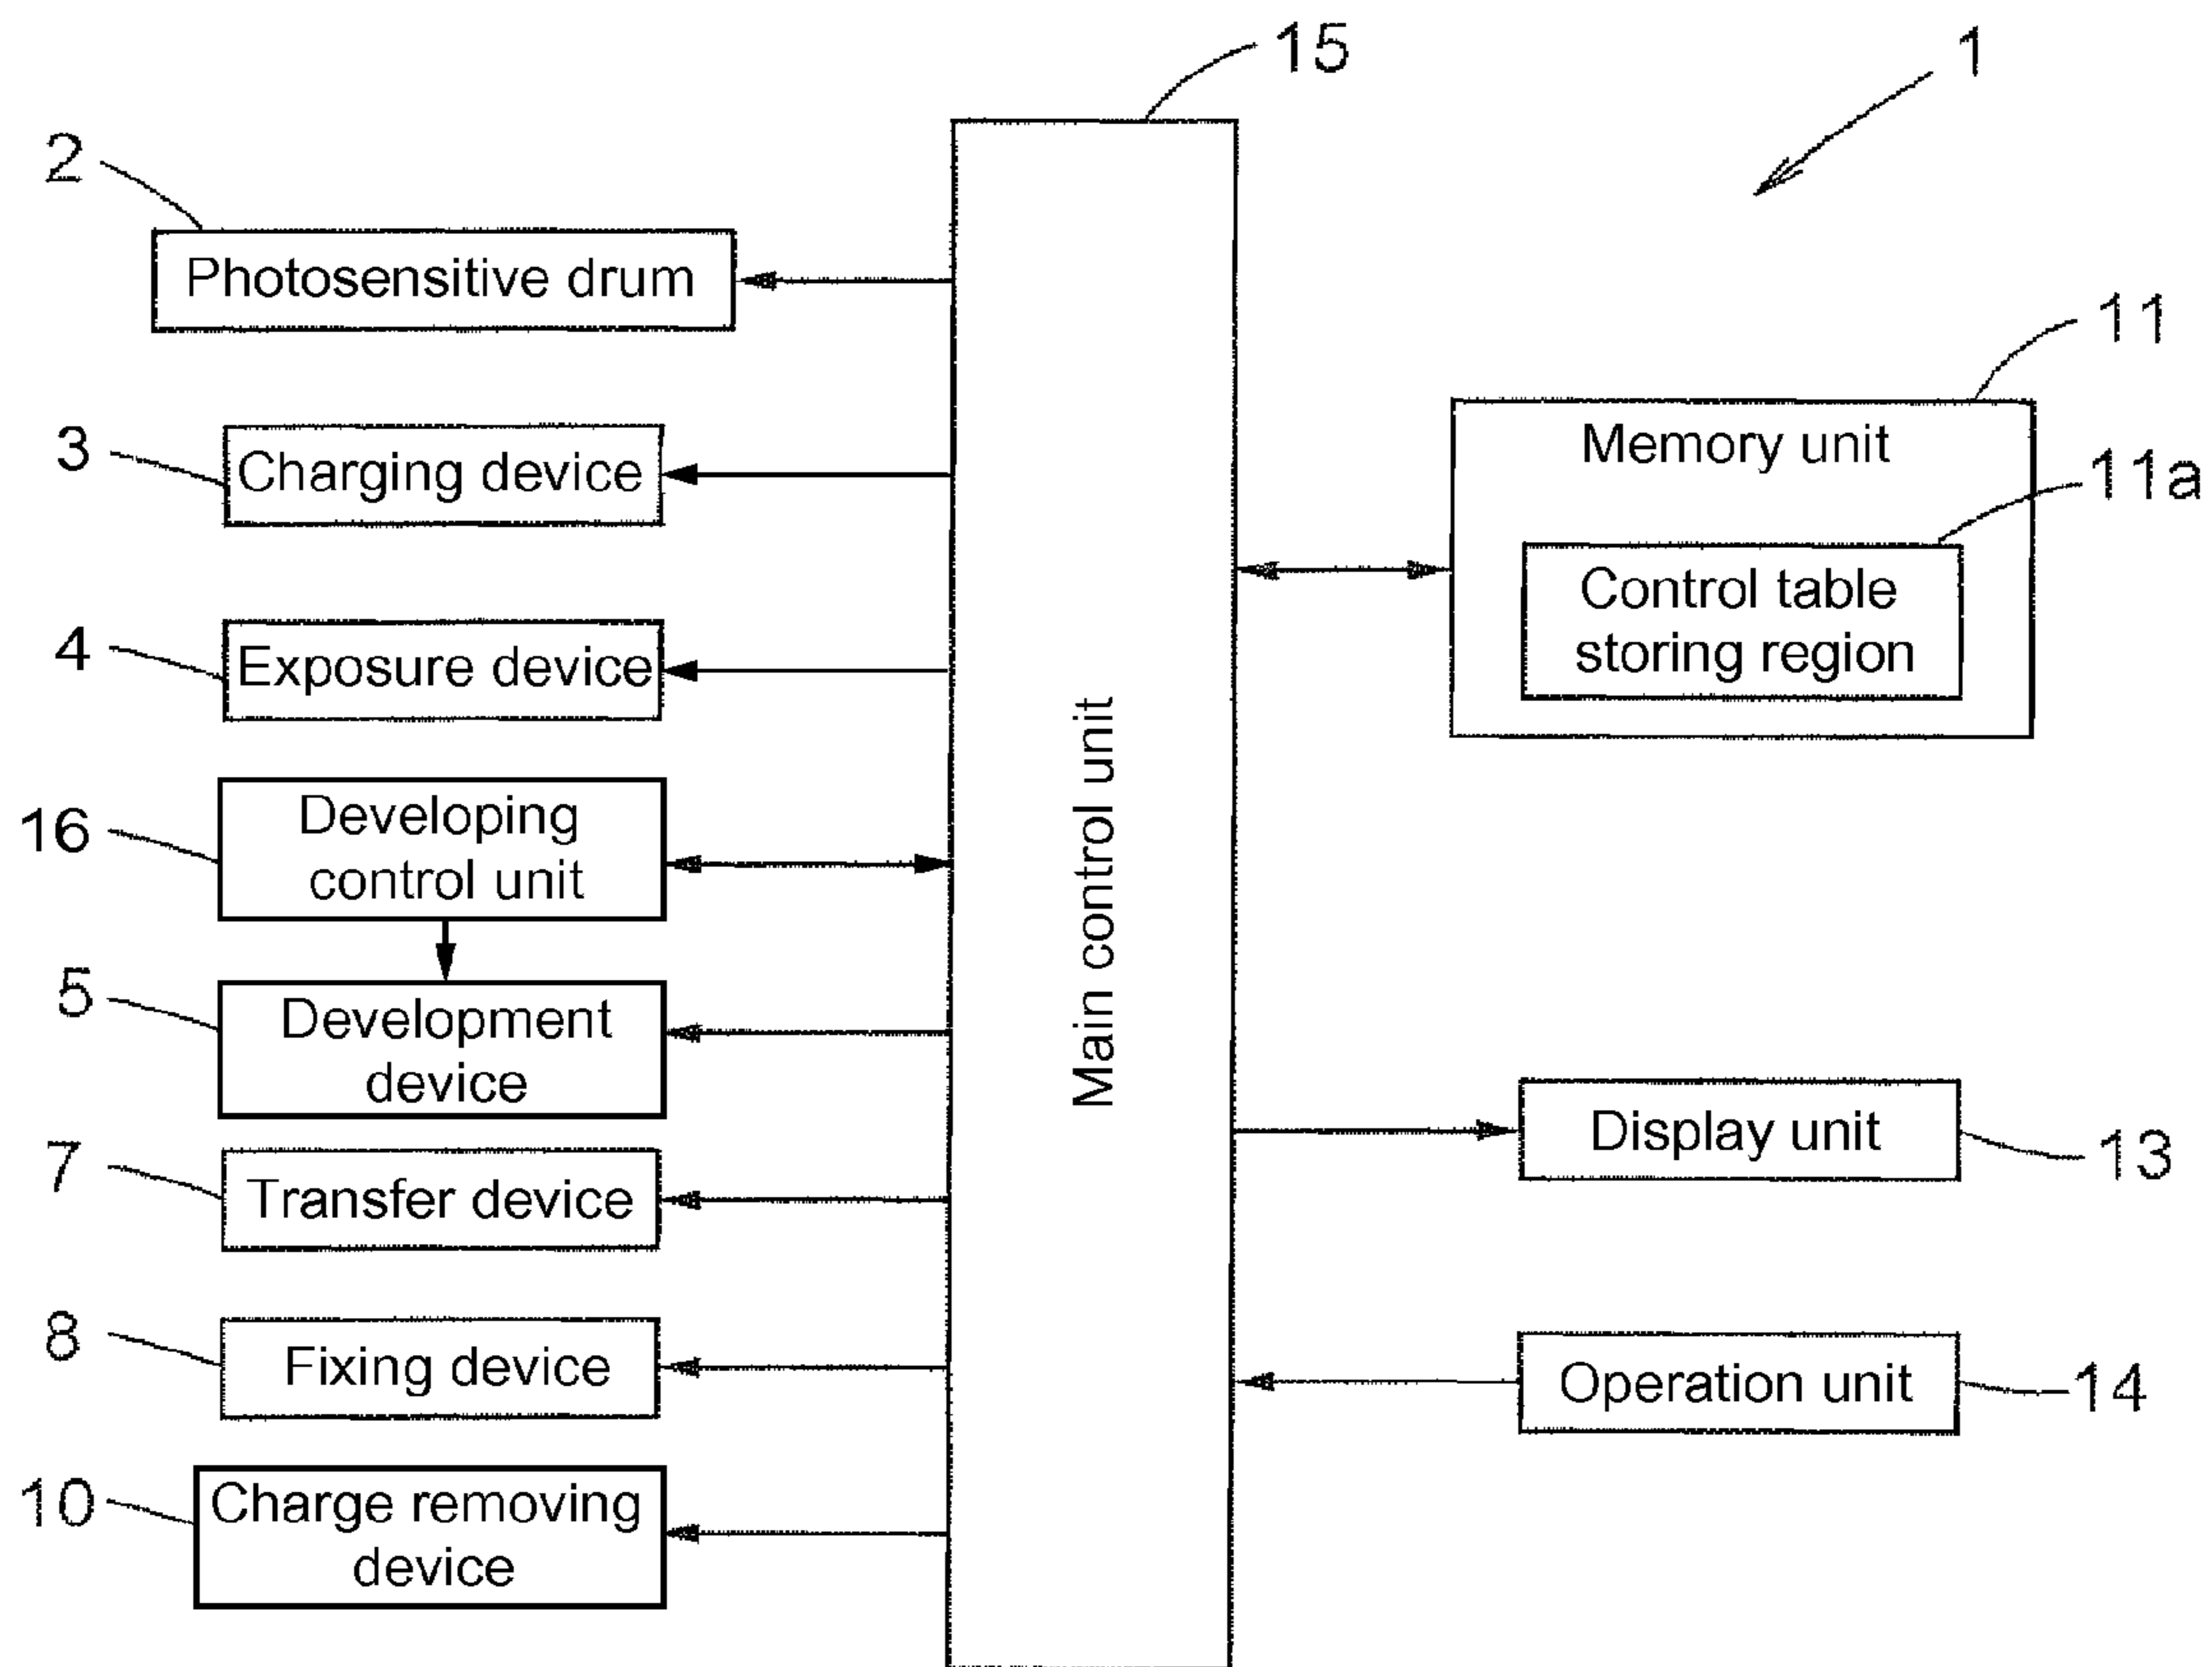 15
1
2
Photosensitive drum
11
Memory unit
3
Charging device
11a
Control table
storing region
4
Exposure device
Main control unit
16
Developing
control unit
5
Development
device
Display unit
13
7
Transfer device
8
Fixing device
Operation unit
14
10
Charge removing
device